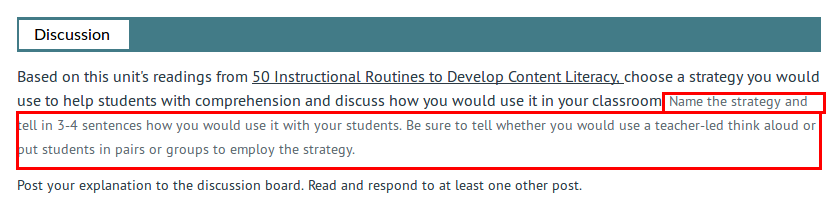 Discussion
Based on this unit's readings from 50 Instructional Routines to Develop Content Literacy, choose a strategy you would
use to help students with comprehension and discuss how you would use it in your classroom. Name the strategy and
tell in 3-4 sentences how you would use it with your students. Be sure to tell whether you would use a teacher-led think aloud or
put students in pairs or groups to employ the strategy.
Post your explanation to the discussion board. Read and respond to at least one other post.